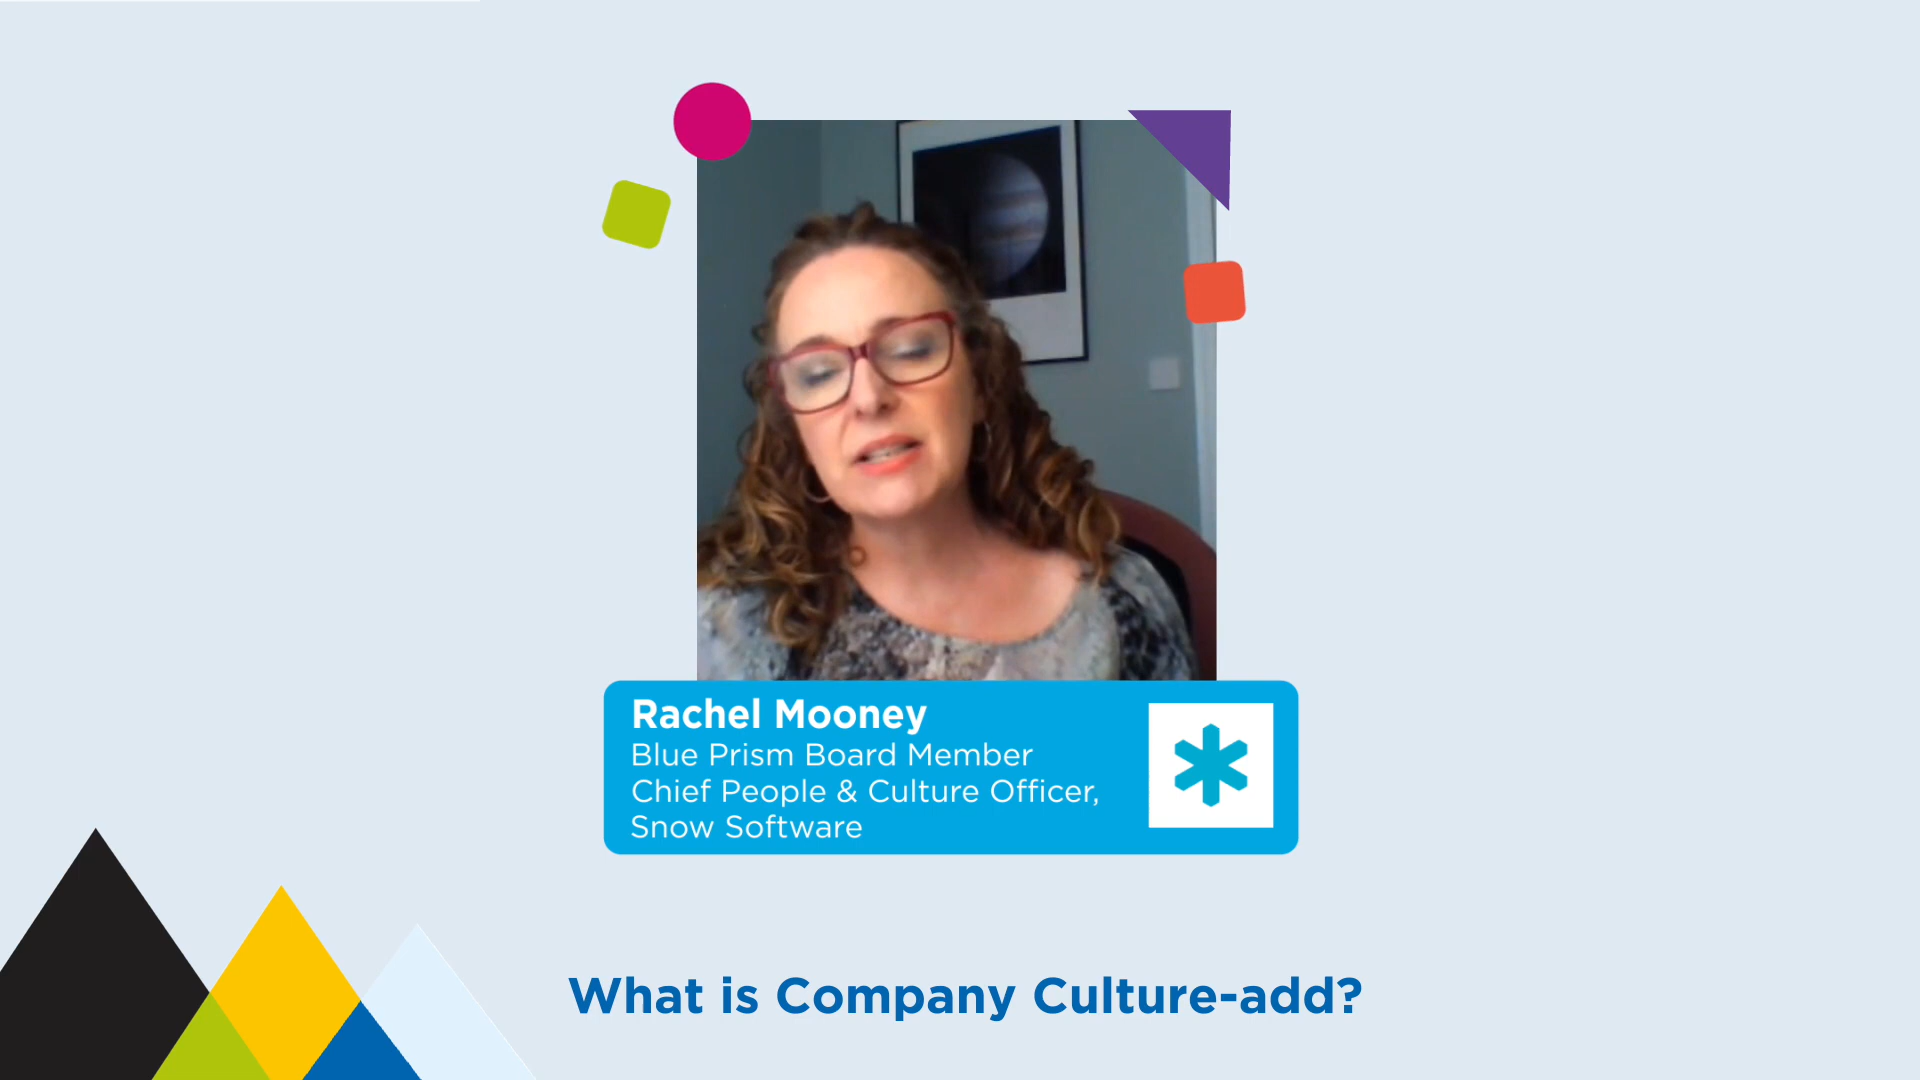 Rachel Mooney
Blue Prism Board Member
Chief People & Culture Officer,
Snow Software
What is Company Culture-add?